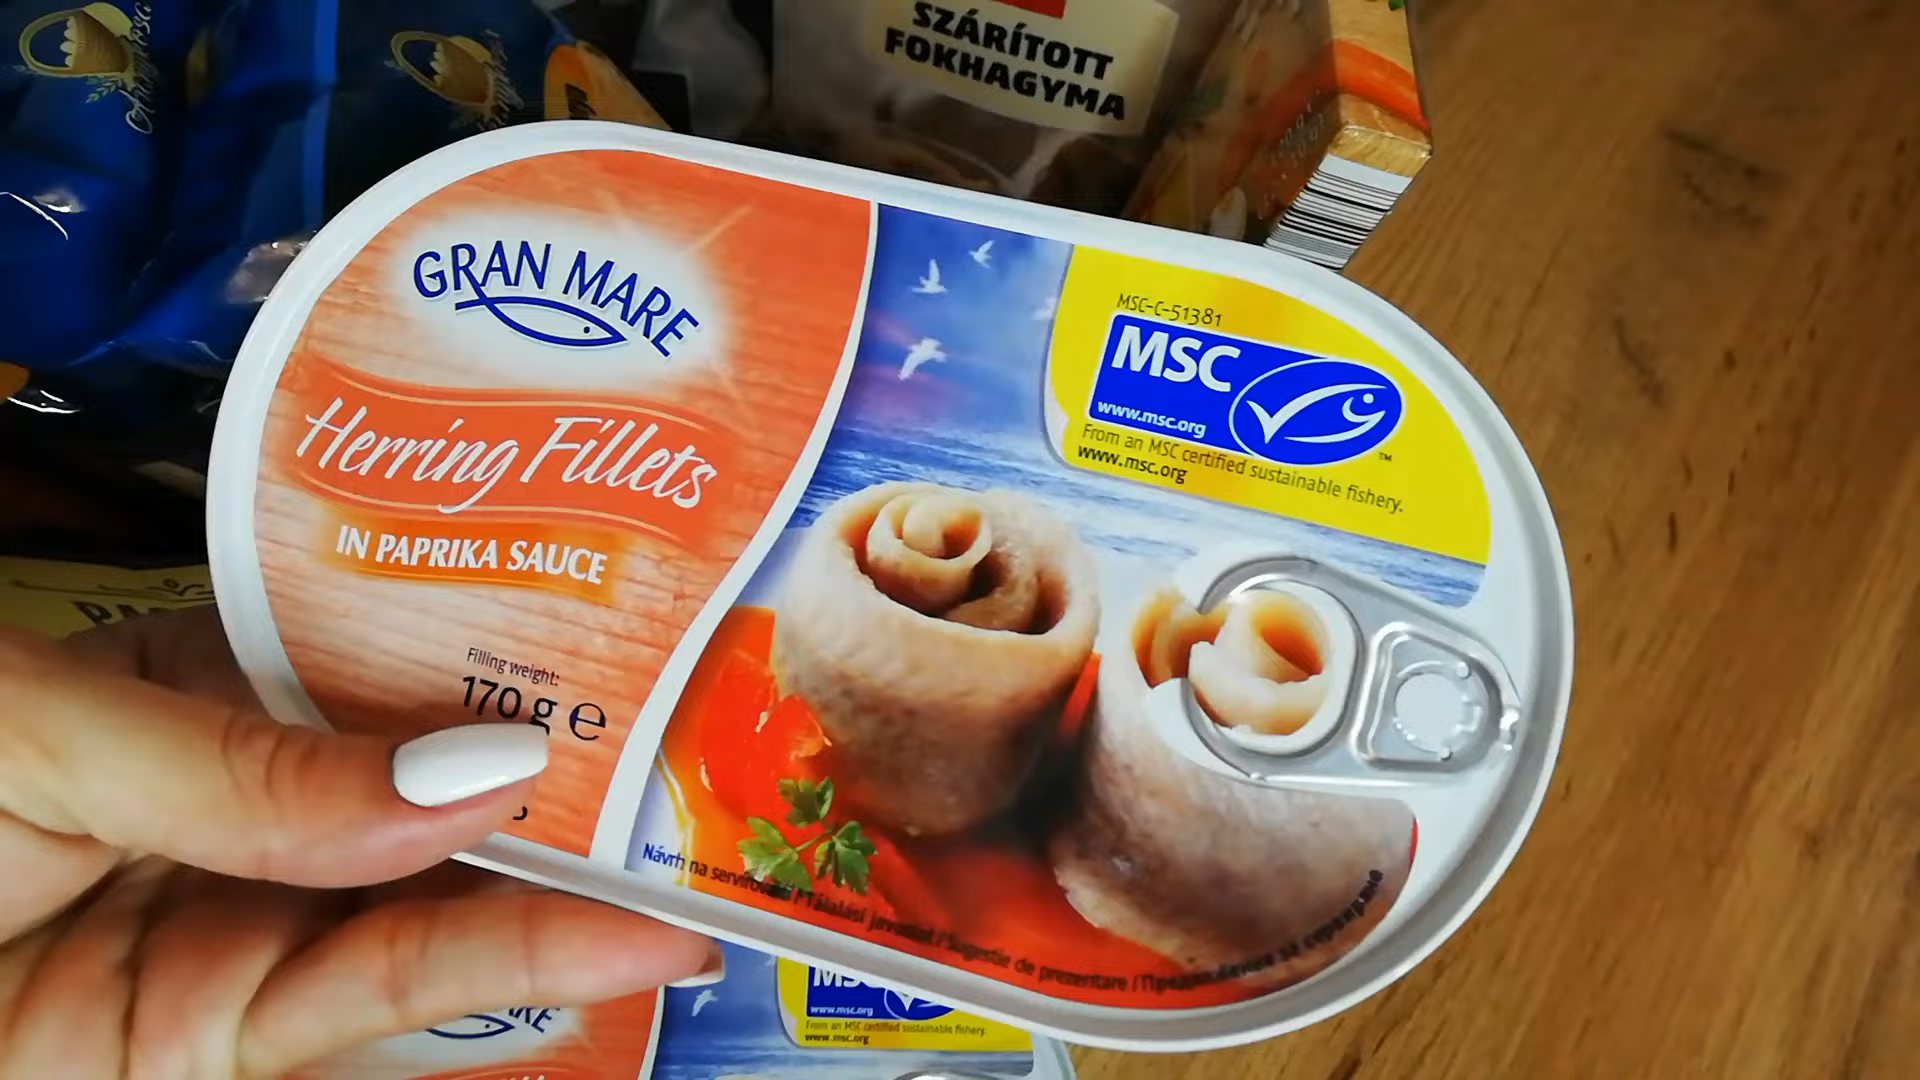 SZÁRÍTOTT
FOKHAGYMA
GRAN MARE
Herring Fillets
IN PAPRIKA SAUCE
Filling weight:
170 g ℮
MSC-C-51381
MSC
www.msc.org
TM
From an MSC certified sustainable fishery.
www.msc.org
Návrh na servírovanie / Tálalási javaslat / Sugestie de prezentare / Предложение за сервиране
MSC
www.msc.org
From an MSC certified sustainable fishery.
www.msc.org